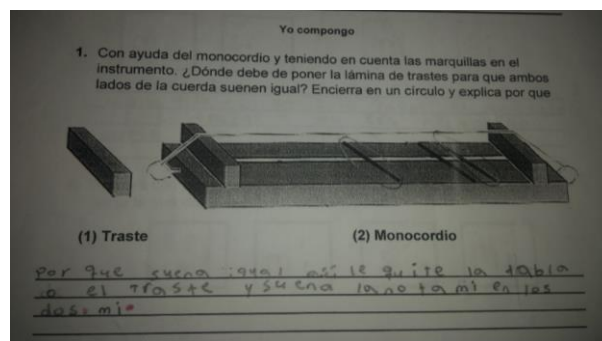 Yo compongo
1. Con ayuda del monocordio y teniendo en cuenta las marquillas en el
instrumento. ¿Dónde debe de poner la lámina de trastes para que ambos
lados de la cuerda suenen igual? Encierra en un circulo y explica por que
(1) Traste
(2) Monocordio
por que suena igual asi le quite la tabla
o el traste y suena la nota mi en los
dos: mi